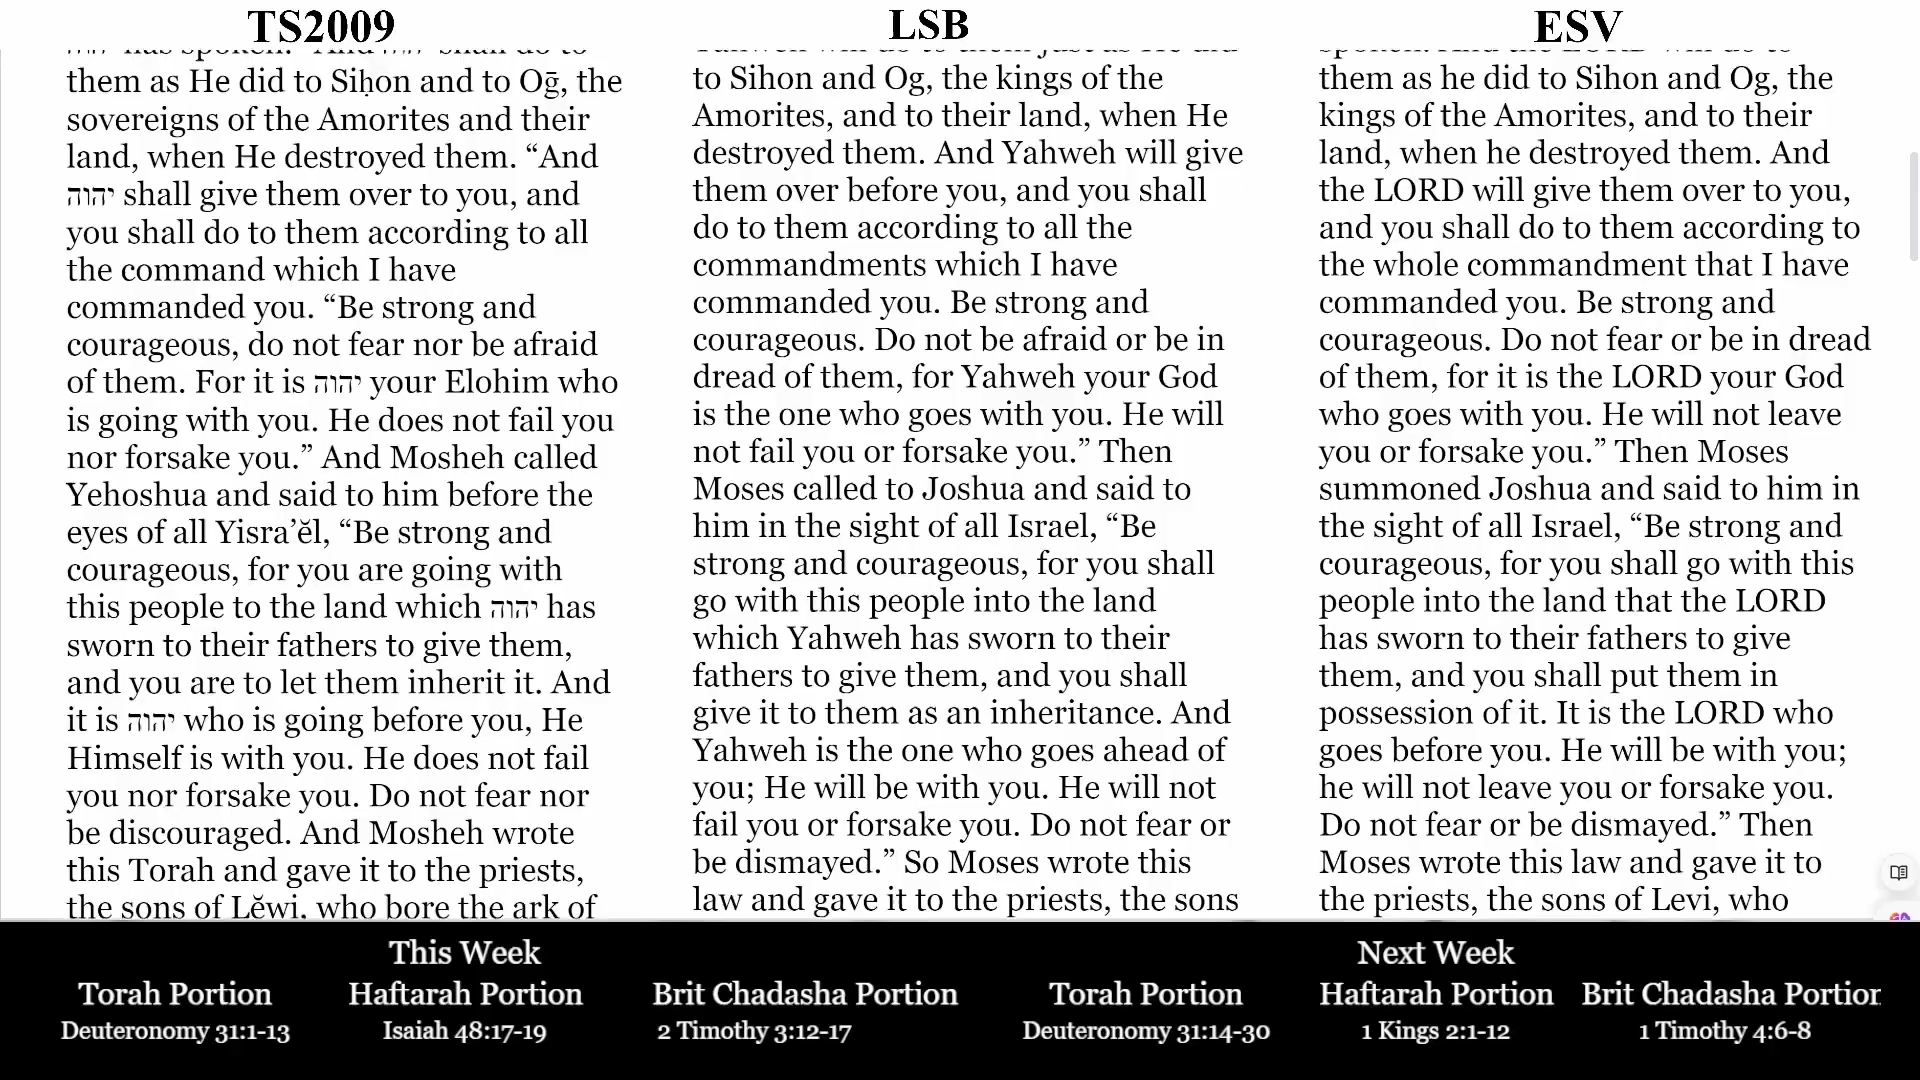 TS2009
them as He did to Siḥon and to Oḡ, the
sovereigns of the Amorites and their
land, when He destroyed them. “And
יהוה shall give them over to you, and
you shall do to them according to all
the command which I have
commanded you. “Be strong and
courageous, do not fear nor be afraid
of them. For it is יהוה your Elohim who
is going with you. He does not fail you
nor forsake you.” And Mosheh called
Yehoshua and said to him before the
eyes of all Yisra’ĕl, “Be strong and
courageous, for you are going with
this people to the land which יהוה has
sworn to their fathers to give them,
and you are to let them inherit it. And
it is יהוה who is going before you, He
Himself is with you. He does not fail
you nor forsake you. Do not fear nor
be discouraged. And Mosheh wrote
this Torah and gave it to the priests,
the sons of Lĕwi, who bore the ark of
LSB
Yahweh will do to them just as He did
to Sihon and Og, the kings of the
Amorites, and to their land, when He
destroyed them. And Yahweh will give
them over before you, and you shall
do to them according to all the
commandments which I have
commanded you. Be strong and
courageous. Do not be afraid or be in
dread of them, for Yahweh your God
is the one who goes with you. He will
not fail you or forsake you.” Then
Moses called to Joshua and said to
him in the sight of all Israel, “Be
strong and courageous, for you shall
go with this people into the land
which Yahweh has sworn to their
fathers to give them, and you shall
give it to them as an inheritance. And
Yahweh is the one who goes ahead of
you; He will be with you. He will not
fail you or forsake you. Do not fear or
be dismayed.” So Moses wrote this
law and gave it to the priests, the sons
ESV
spoken. And the LORD will do to
them as he did to Sihon and Og, the
kings of the Amorites, and to their
land, when he destroyed them. And
the LORD will give them over to you,
and you shall do to them according to
the whole commandment that I have
commanded you. Be strong and
courageous. Do not fear or be in dread
of them, for it is the LORD your God
who goes with you. He will not leave
you or forsake you.” Then Moses
summoned Joshua and said to him in
the sight of all Israel, “Be strong and
courageous, for you shall go with this
people into the land that the LORD
has sworn to their fathers to give
them, and you shall put them in
possession of it. It is the LORD who
goes before you. He will be with you;
he will not leave you or forsake you.
Do not fear or be dismayed.” Then
Moses wrote this law and gave it to
the priests, the sons of Levi, who
This Week
Torah Portion
Deuteronomy 31:1-13
Haftarah Portion
Isaiah 48:17-19
Brit Chadasha Portion
2 Timothy 3:12-17
Next Week
Torah Portion
Deuteronomy 31:14-30
Haftarah Portion
1 Kings 2:1-12
Brit Chadasha Portion
1 Timothy 4:6-8